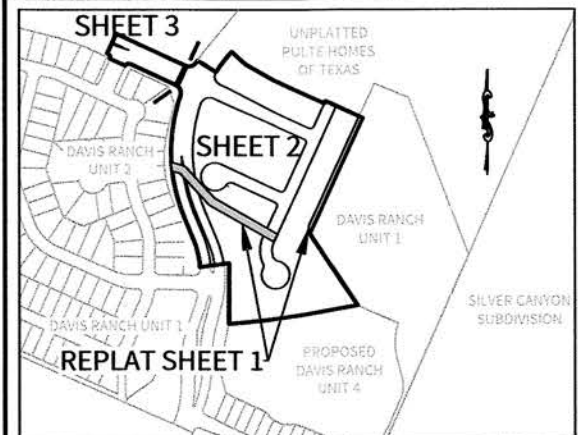 SHEET 3
UNPLATTED
PULTE HOMES
OF TEXAS
DAVIS RANCH
UNIT 2
SHEET 2
DAVIS RANCH
UNIT 1
SILVER CANYON
SUBDIVISION
DAVIS RANCH UNIT 1
REPLAT SHEET 1
PROPOSED
DAVIS RANCH
UNIT 4